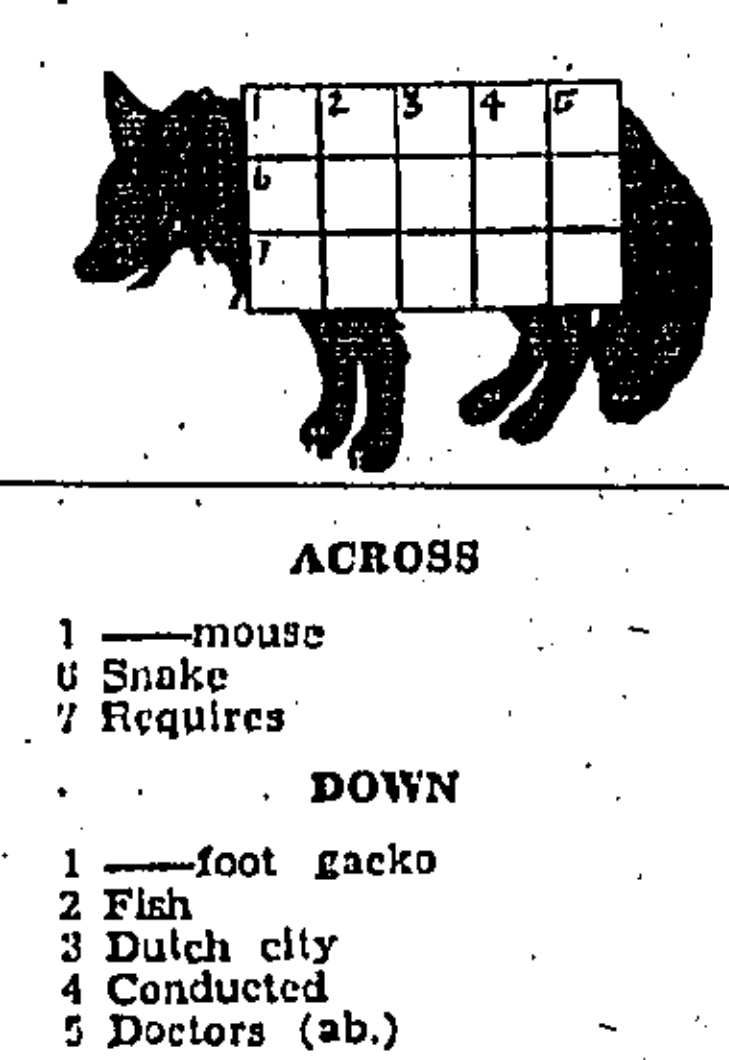 1 2 3 4 5
6
7
ACROSS
1 ——mouse
6 Snake
7 Requires
DOWN
1 ——foot gacko
2 Fish
3 Dutch city
4 Conducted
5 Doctors (ab.)